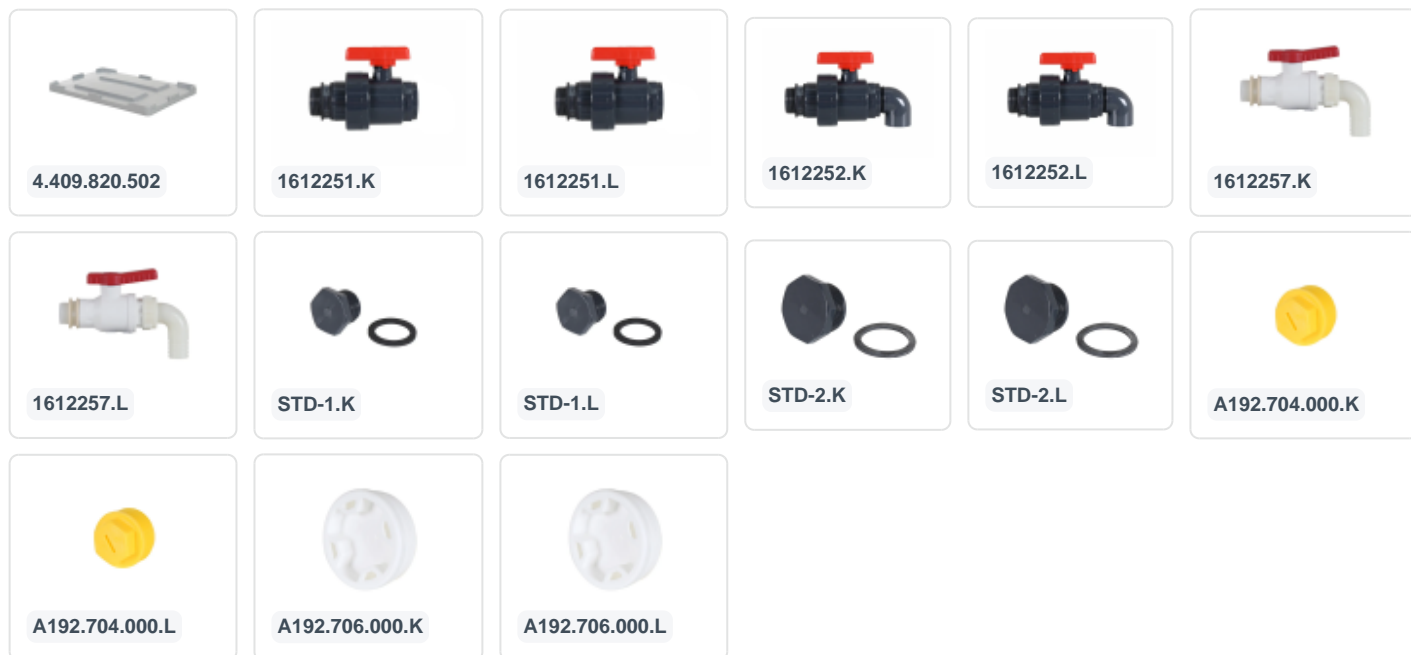 4.409.820.502
1612251.K
1612251.L
1612252.K
1612252.L
1612257.K
1612257.L
STD-1.K
STD-1.L
STD-2.K
STD-2.L
A192.704.000.K
A192.704.000.L
A192.706.000.K
A192.706.000.L